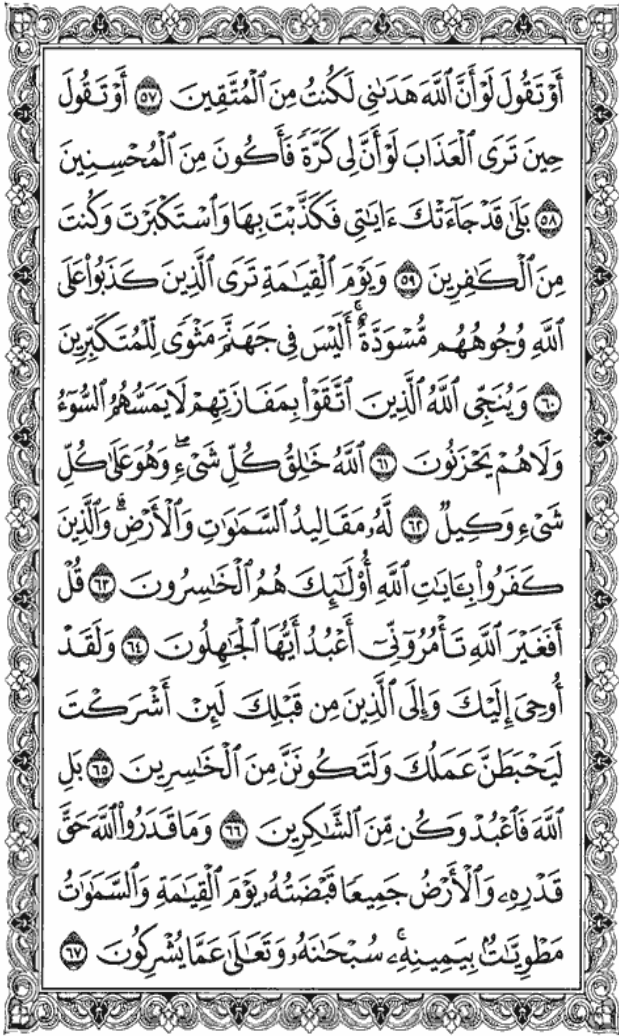 أَوْ تَقُولَ لَوْ أَنَّ ٱللَّهَ هَدَىٰنِى لَكُنتُ مِنَ ٱلْمُتَّقِينَ ٥٧ أَوْ تَقُولَ
حِينَ تَرَى ٱلْعَذَابَ لَوْ أَنَّ لِى كَرَّةً فَأَكُونَ مِنَ ٱلْمُحْسِنِينَ
٥٨ بَلَىٰ قَدْ جَآءَتْكَ ءَايَٰتِى فَكَذَّبْتَ بِهَا وَٱسْتَكْبَرْتَ وَكُنتَ
مِنَ ٱلْكَٰفِرِينَ ٥٩ وَيَوْمَ ٱلْقِيَٰمَةِ تَرَى ٱلَّذِينَ كَذَبُوا۟ عَلَى
ٱللَّهِ وُجُوهُهُم مُّسْوَدَّةٌ ۚ أَلَيْسَ فِى جَهَنَّمَ مَثْوًى لِّلْمُتَكَبِّرِينَ
٦٠ وَيُنَجِّى ٱللَّهُ ٱلَّذِينَ ٱتَّقَوْا۟ بِمَفَازَتِهِمْ لَا يَمَسُّهُمُ ٱلسُّوٓءُ
وَلَا هُمْ يَحْزَنُونَ ٦١ ٱللَّهُ خَٰلِقُ كُلِّ شَىْءٍ ۖ وَهُوَ عَلَىٰ كُلِّ
شَىْءٍ وَكِيلٌ ٦٢ لَّهُۥ مَقَالِيدُ ٱلسَّمَٰوَٰتِ وَٱلْأَرْضِ ۗ وَٱلَّذِينَ
كَفَرُوا۟ بِـَٔايَٰتِ ٱللَّهِ أُو۟لَٰٓئِكَ هُمُ ٱلْخَٰسِرُونَ ٦٣ قُلْ
أَفَغَيْرَ ٱللَّهِ تَأْمُرُوٓنِّىٓ أَعْبُدُ أَيُّهَا ٱلْجَٰهِلُونَ ٦٤ وَلَقَدْ
أُوحِىَ إِلَيْكَ وَإِلَى ٱلَّذِينَ مِن قَبْلِكَ لَئِنْ أَشْرَكْتَ
لَيَحْبَطَنَّ عَمَلُكَ وَلَتَكُونَنَّ مِنَ ٱلْخَٰسِرِينَ ٦٥ بَلِ
ٱللَّهَ فَٱعْبُدْ وَكُن مِّنَ ٱلشَّٰكِرِينَ ٦٦ وَمَا قَدَرُوا۟ ٱللَّهَ حَقَّ
قَدْرِهِۦ وَٱلْأَرْضُ جَمِيعًا قَبْضَتُهُۥ يَوْمَ ٱلْقِيَٰمَةِ وَٱلسَّمَٰوَٰتُ
مَطْوِيَّٰتٌۢ بِيَمِينِهِۦ ۚ سُبْحَٰنَهُۥ وَتَعَٰلَىٰ عَمَّا يُشْرِكُونَ ٦٧